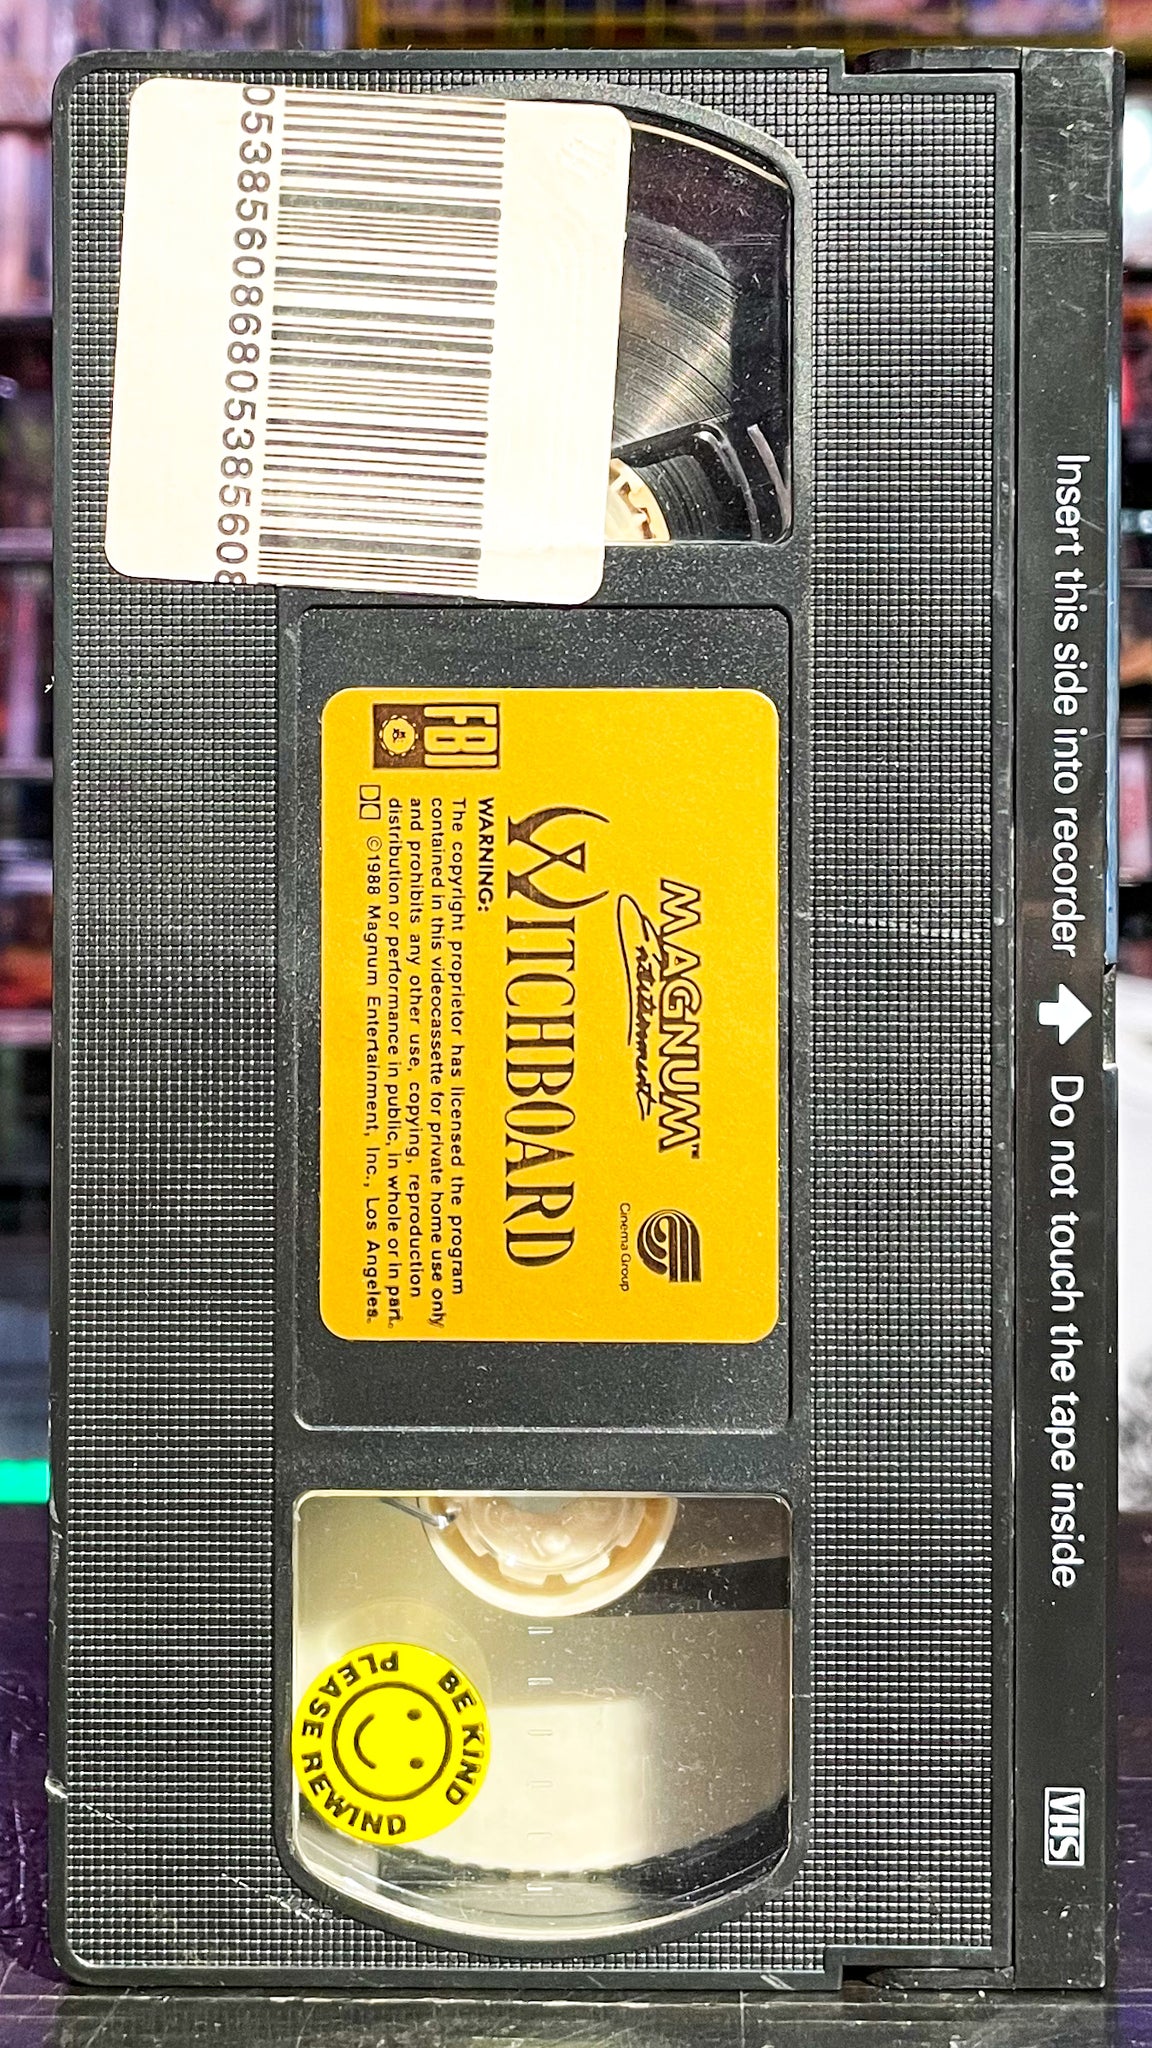 Insert this side into recorder ⬆ Do not touch the tape inside
VHS
MAGNUM™
Entertainment
Cinema Group
WITCHBOARD
FBI
WARNING:
The copyright proprietor has licensed the program
contained in this videocassette for private home use only
and prohibits any other use, copying, reproduction
distribution or performance in public, in whole or in part.
©1988 Magnum Entertainment, Inc., Los Angeles.
053856086805385608
BE KIND
PLEASE REWIND